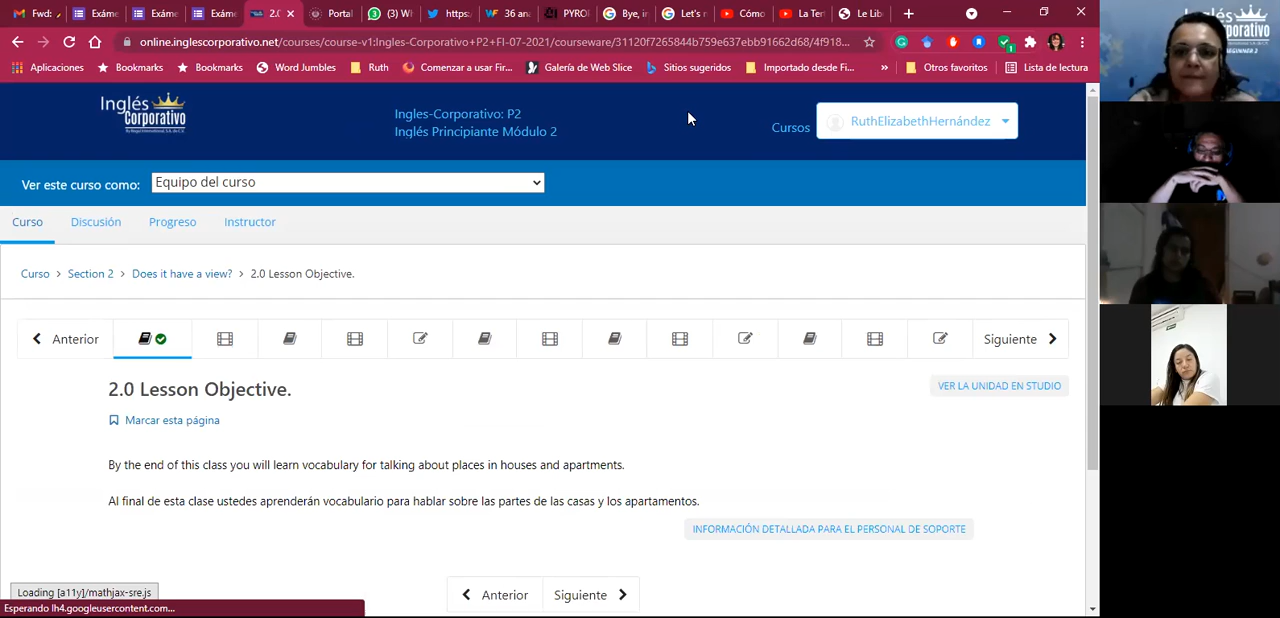 Fwd:
Exáme
Exáme
Exáme
2.0
Portal
(3) Wh
https:
36 ana
PYROI
Bye, in
Let's r
Cómo
La Ter
Le Lib
online.inglescorporativo.net/courses/course-v1:Ingles-Corporativo+P2+FI-07-2021/courseware/31120f7265844b759e637ebb91662d68/4f918...
Aplicaciones
Bookmarks
Bookmarks
Word Jumbles
Ruth
Comenzar a usar Fir...
Galería de Web Slice
Sitios sugeridos
Importado desde Fi...
»
Otros favoritos
Lista de lectura
Inglés
Corporativo
Ingles-Corporativo: P2
Inglés Principiante Módulo 2
Cursos
RuthElizabethHernández
Ver este curso como:
Equipo del curso
Curso
Discusión
Progreso
Instructor
Curso > Section 2 > Does it have a view? > 2.0 Lesson Objective.
Anterior
Siguiente
2.0 Lesson Objective.
VER LA UNIDAD EN STUDIO
Marcar esta página
By the end of this class you will learn vocabulary for talking about places in houses and apartments.
Al final de esta clase ustedes aprenderán vocabulario para hablar sobre las partes de las casas y los apartamentos.
INFORMACIÓN DETALLADA PARA EL PERSONAL DE SOPORTE
Loading [a11y]/mathjax-sre.js
Anterior
Siguiente
Esperando lh4.googleusercontent.com...